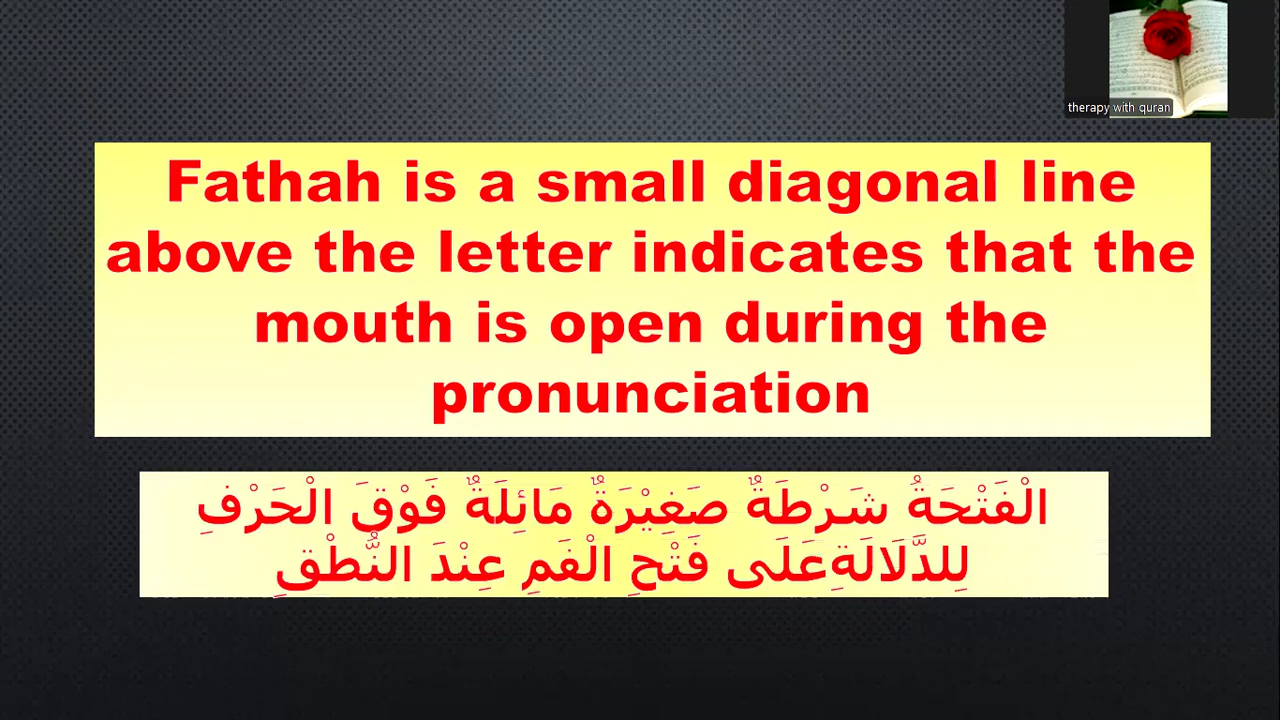 therapy with quran
Fathah is a small diagonal line
above the letter indicates that the
mouth is open during the
pronunciation
الْفَتْحَةُ شَرْطَةٌ صَغِيْرَةٌ مَائِلَةٌ فَوْقَ الْحَرْفِ
لِلدَّلَالَةِعَلَى فَتْحِ الْفَمِ عِنْدَ النُّطْقِ